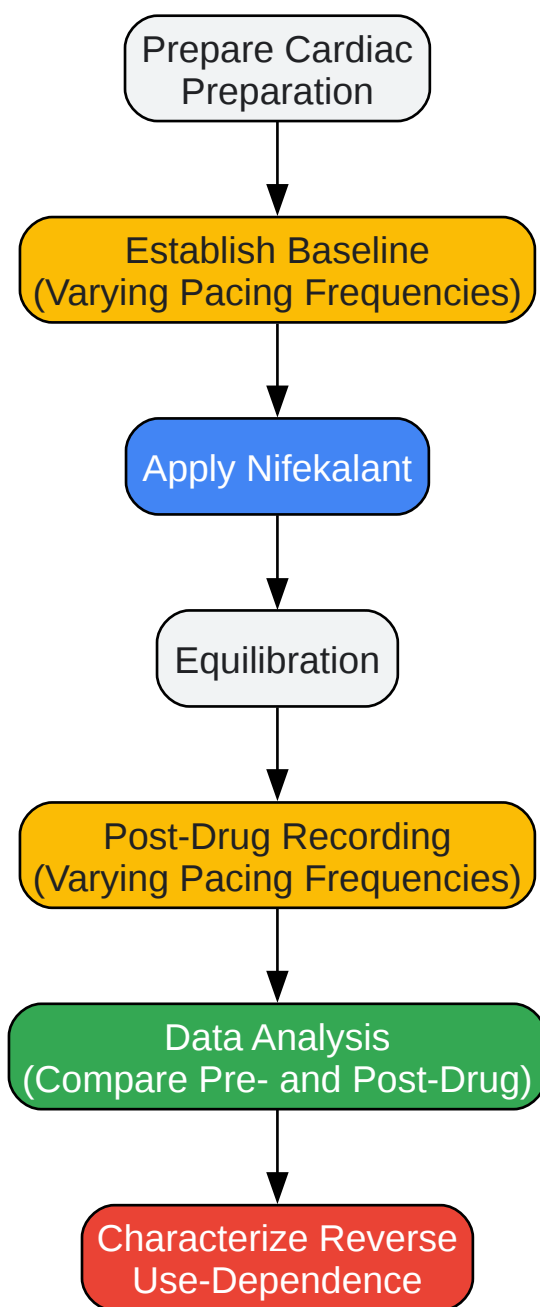 Prepare Cardiac
Preparation
Establish Baseline
(Varying Pacing Frequencies)
Apply Nifekalant
Equilibration
Post-Drug Recording
(Varying Pacing Frequencies)
Data Analysis
(Compare Pre- and Post-Drug)
Characterize Reverse
Use-Dependence